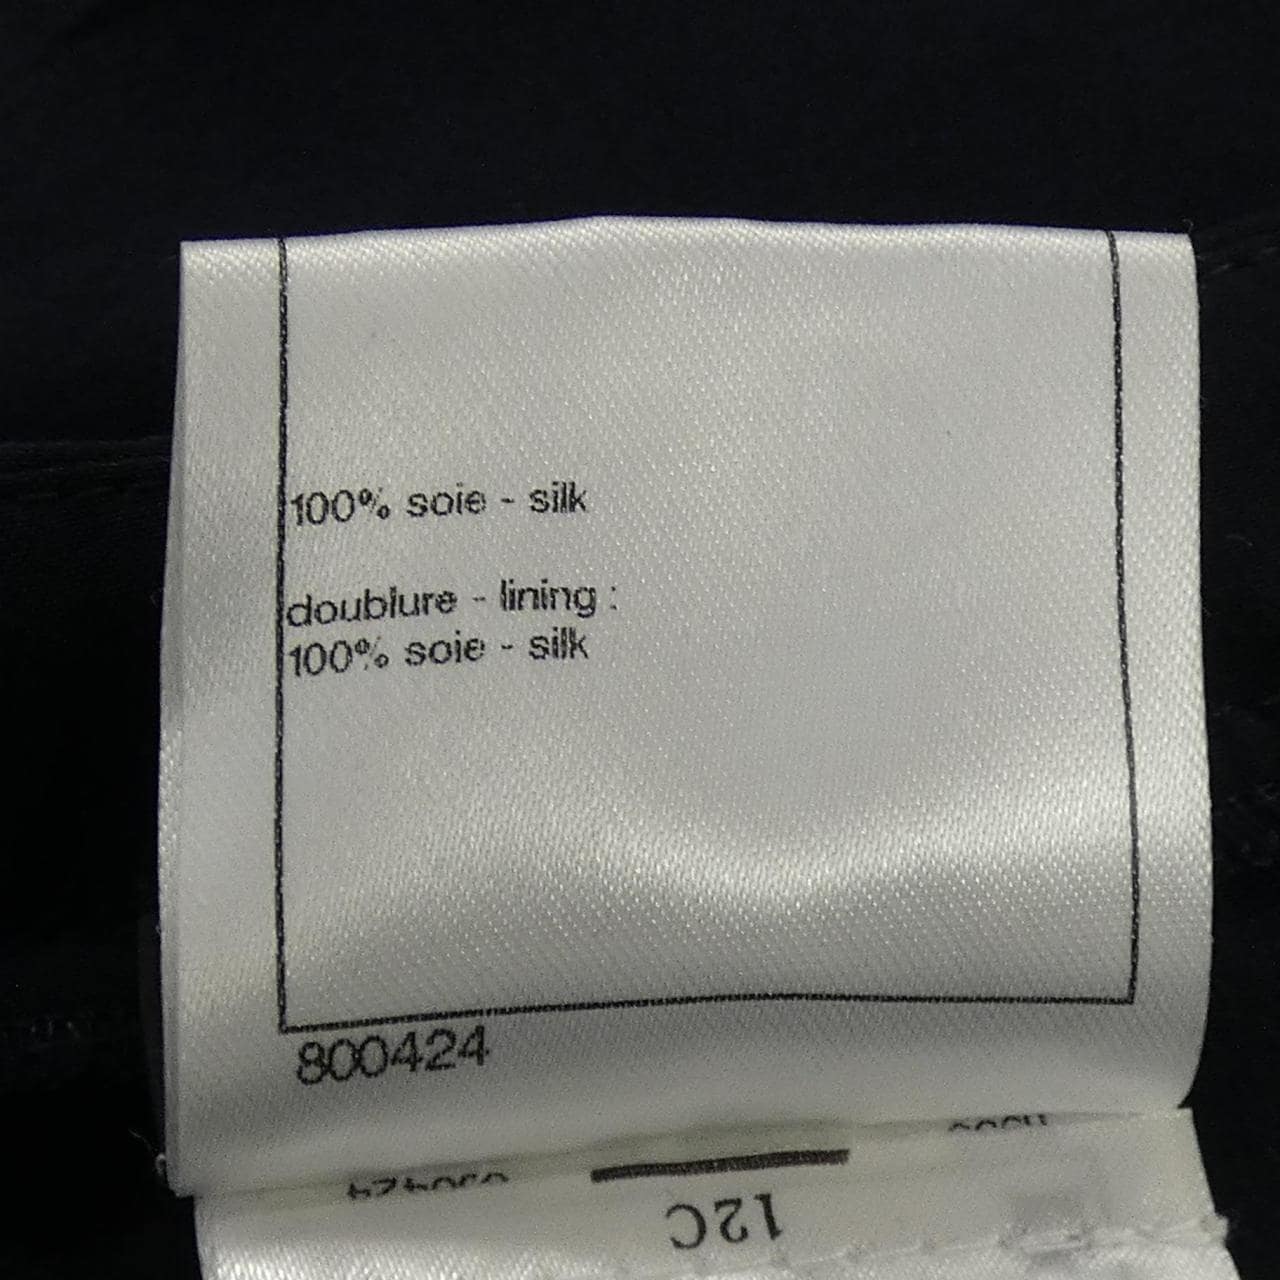 100% soie - silk
doublure - lining :
100% soie - silk
800424
12C